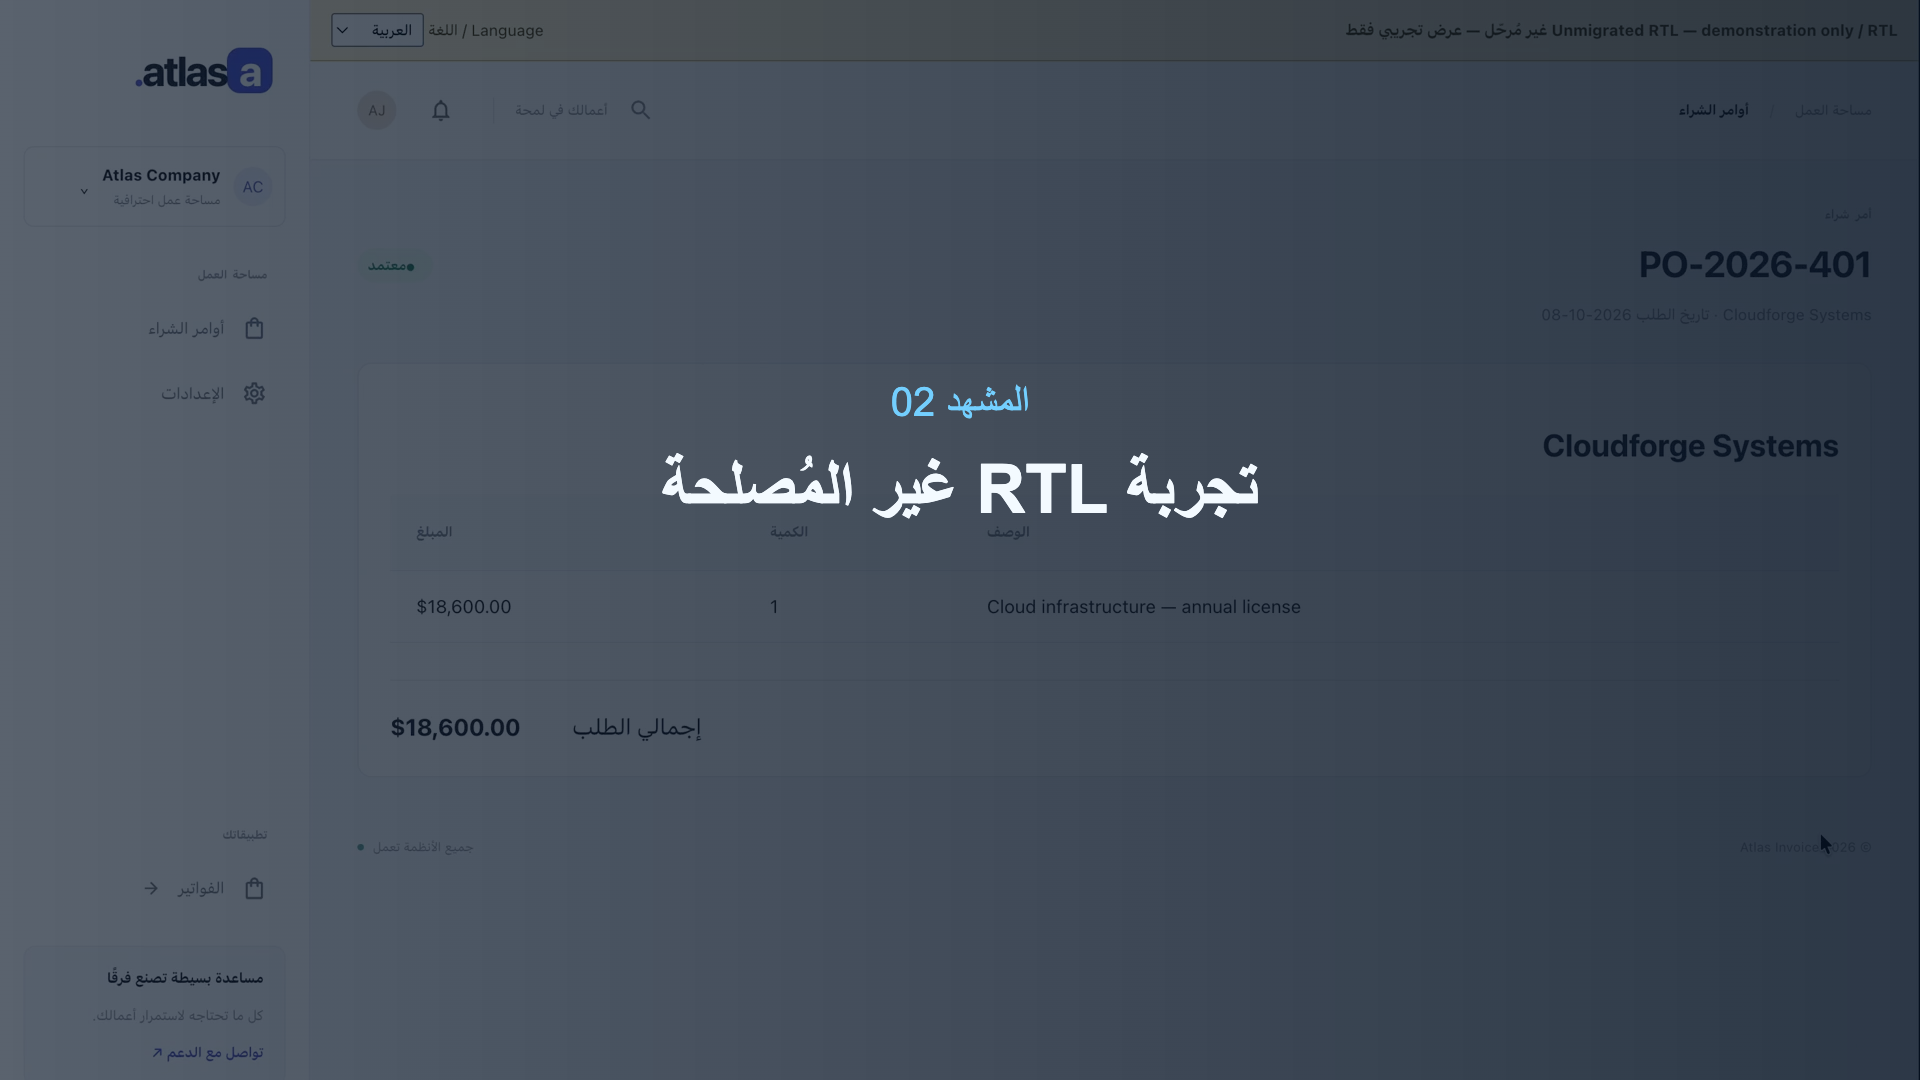 Unmigrated RTL — demonstration only / RTL غير مُرحّل — عرض تجريبي فقط
اللغة / Language
العربية
atlas.
a
AC
Atlas Company
مساحة عمل احترافية
مساحة العمل
أوامر الشراء
الإعدادات
تطبيقاتك
الفواتير
مساعدة بسيطة تصنع فرقًا
كل ما تحتاجه لاستمرار أعمالك.
تواصل مع الدعم ↗
مساحة العمل / أوامر الشراء
أعمالك في لمحة
AJ
أمر شراء
PO-2026-401
Cloudforge Systems · تاريخ الطلب 2026-10-08
معتمد
المشهد 02
تجربة RTL غير المُصلحة
Cloudforge Systems
الوصف الكمية المبلغ
Cloud infrastructure — annual license 1 $18,600.00
إجمالي الطلب $18,600.00
© Atlas Invoice
جميع الأنظمة تعمل